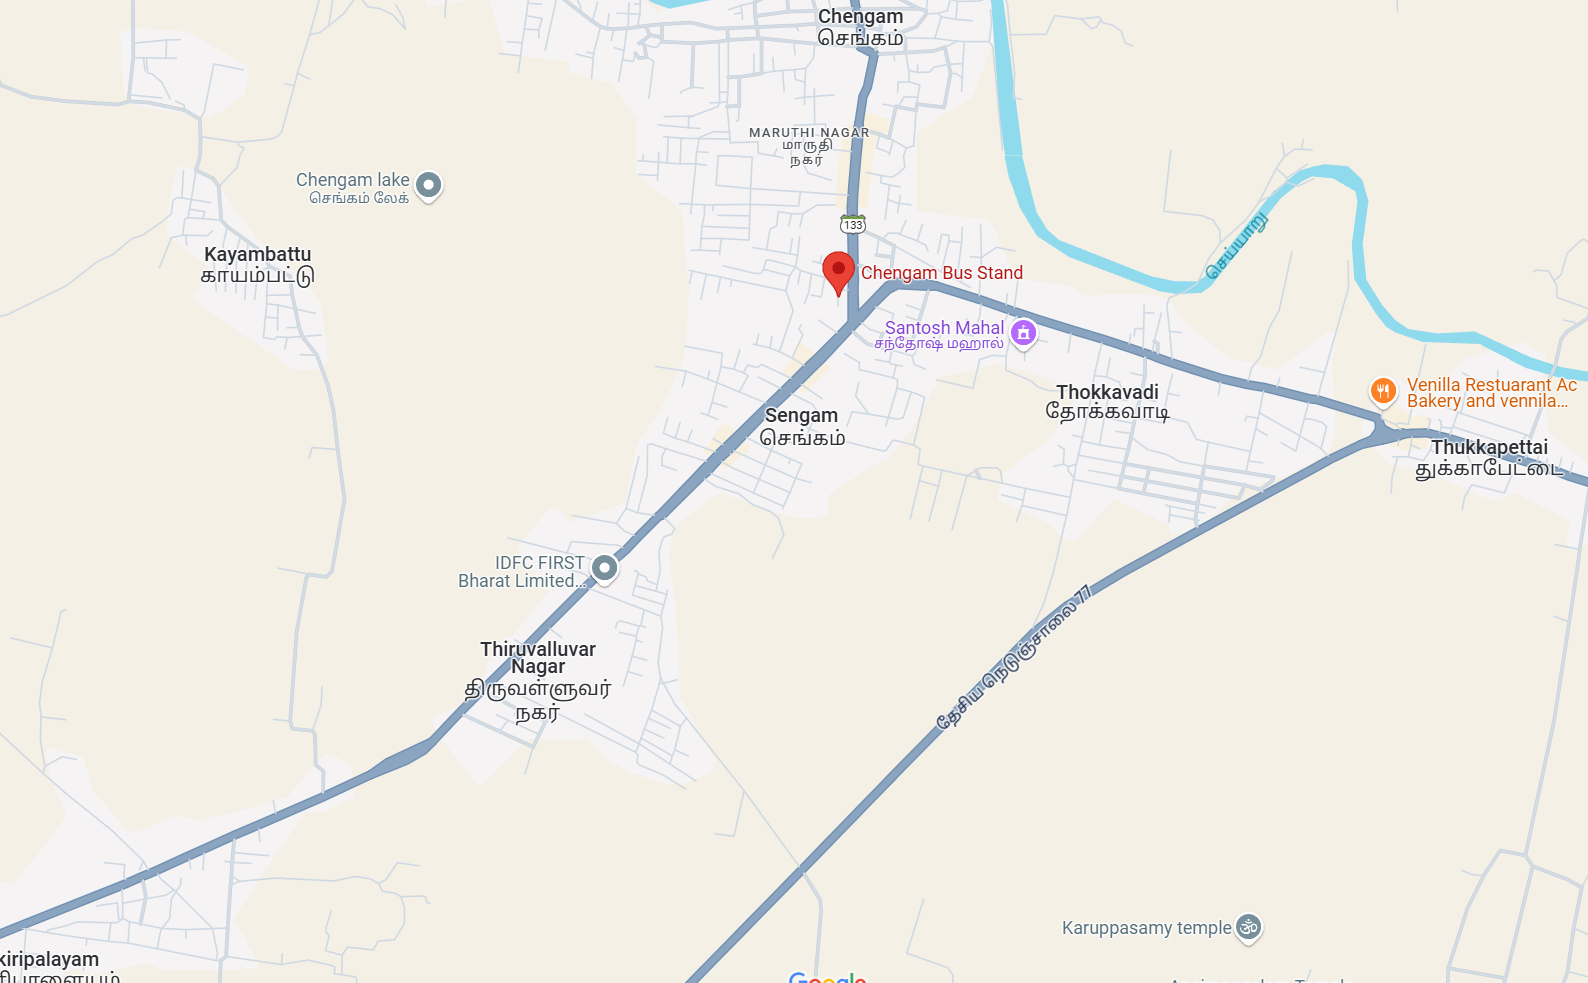 Chengam
செங்கம்
MARUTHI NAGAR
மாருதி
நகர்
Chengam lake
செங்கம் லேக்
133
செய்யாறு
Kayambattu
காயம்பட்டு
Chengam Bus Stand
Santosh Mahal
சந்தோஷ் மஹால்
Thokkavadi
தோக்கவாடி
Venilla Restuarant Ac
Bakery and vennila...
Sengam
செங்கம்
Thukkapettai
துக்காபேட்டை
IDFC FIRST
Bharat Limited...
தேசிய நெடுஞ்சாலை 77
Thiruvalluvar
Nagar
திருவள்ளுவர்
நகர்
Karuppasamy temple
kiripalayam
Google